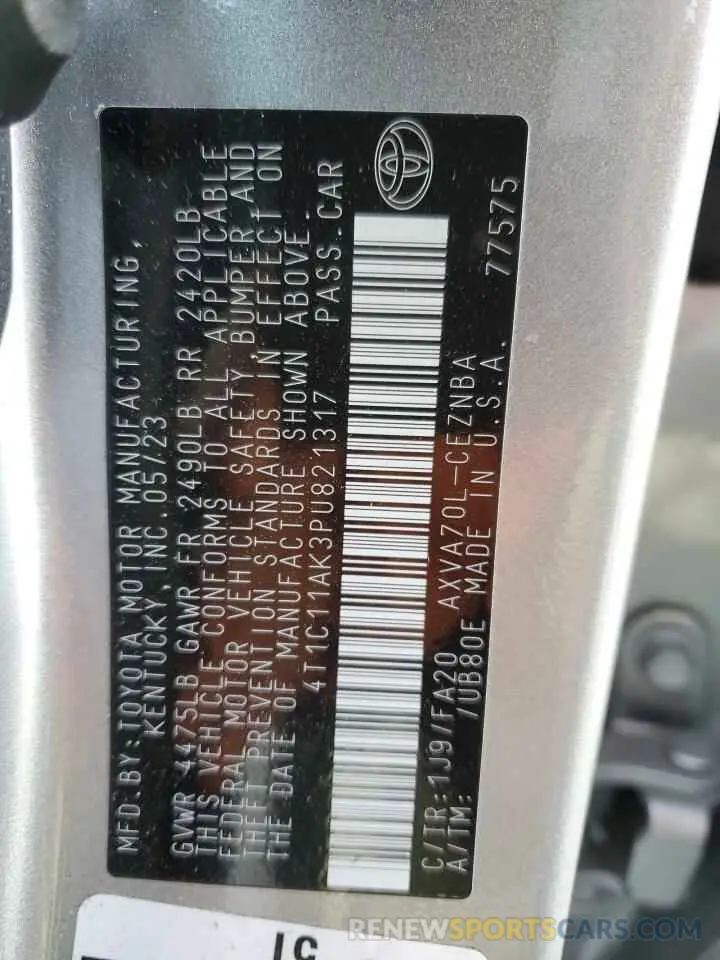 MFD.BY:TOYOTA MOTOR MANUFACTURING,
KENTUCKY,INC.05/23
GVWR 4475LB GAWR FR 2490LB RR 2420LB
THIS VEHICLE CONFORMS TO ALL APPLICABLE
FEDERAL MOTOR VEHICLE SAFETY,BUMPER,AND
THEFT PREVENTION STANDARDS IN EFFECT ON
THE DATE OF MANUFACTURE SHOWN ABOVE.
4T1C11AK3PU821317 PASS.CAR
C/TR:1J9/FA20 AXVA70L-CEZNBA
A/TM: /UB80E MADE IN U.S.A. 77575
IC
RENEWSPORTSCARS.COM